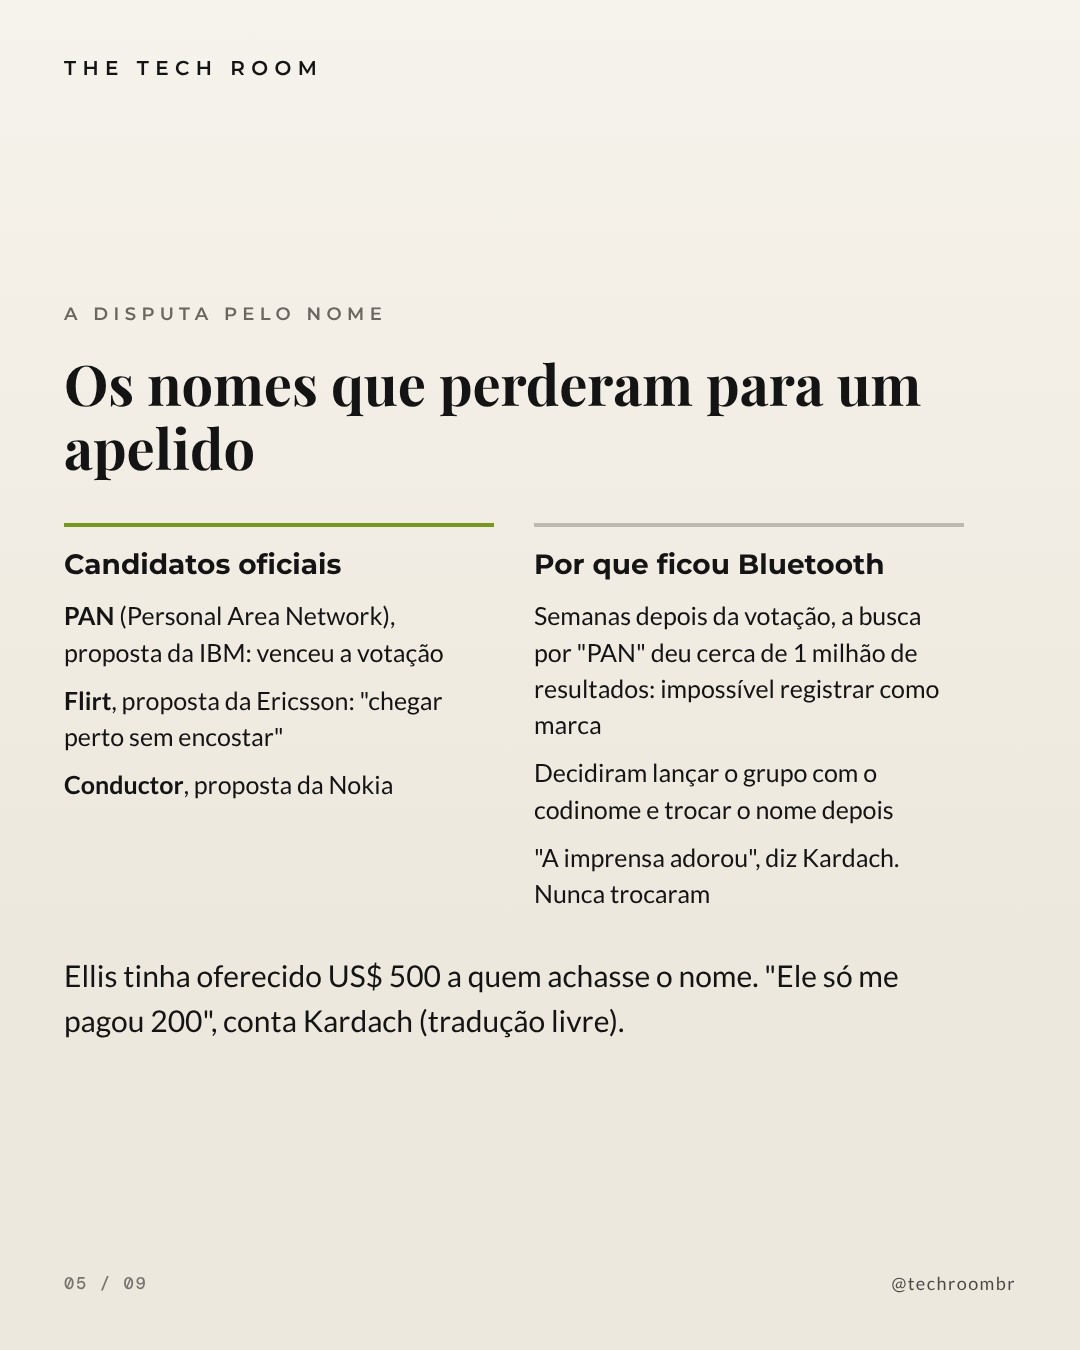 THE TECH ROOM
A DISPUTA PELO NOME
Os nomes que perderam para um
apelido
Candidatos oficiais
PAN (Personal Area Network),
proposta da IBM: venceu a votação
Flirt, proposta da Ericsson: "chegar
perto sem encostar"
Conductor, proposta da Nokia
Por que ficou Bluetooth
Semanas depois da votação, a busca
por "PAN" deu cerca de 1 milhão de
resultados: impossível registrar como
marca
Decidiram lançar o grupo com o
codinome e trocar o nome depois
"A imprensa adorou", diz Kardach.
Nunca trocaram
Ellis tinha oferecido US$ 500 a quem achasse o nome. "Ele só me
pagou 200", conta Kardach (tradução livre).
05 / 09
@techroombr